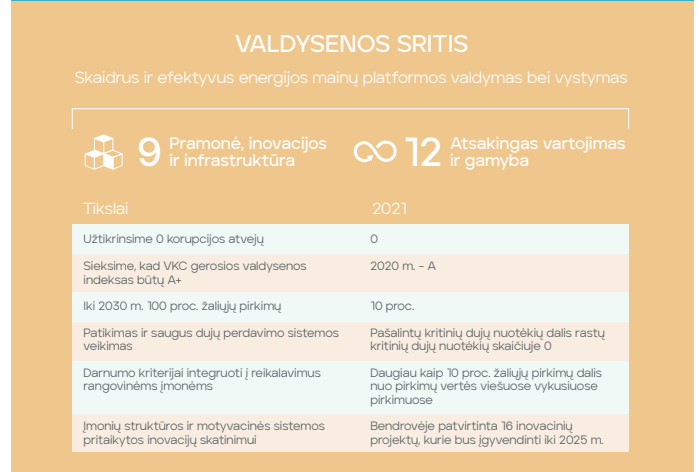 VALDYSENOS SRITIS
Skaidrus ir efektyvus energijos mainų platformos valdymas bei vystymas
9 Pramonė, inovacijos
ir infrastruktūra
12 Atsakingas vartojimas
ir gamyba
Tikslai 2021
Užtikrinsime 0 korupcijos atvejų 0
Sieksime, kad VKC gerosios valdysenos 2020 m. – A
indeksas būtų A+
Iki 2030 m. 100 proc. žaliųjų pirkimų 10 proc.
Patikimas ir saugus dujų perdavimo sistemos
veikimas
Pašalintų kritinių dujų nuotėkių dalis rastų
kritinių dujų nuotėkių skaičiuje 0
Darnumo kriterijai integruoti į reikalavimus
rangovinėms įmonėms
Daugiau kaip 10 proc. žaliųjų pirkimų dalis
nuo pirkimų vertės viešuose vykusiuose
pirkimuose
Įmonių struktūros ir motyvacinės sistemos
pritaikytos inovacijų skatinimui
Bendrovėje patvirtinta 16 inovacinių
projektų, kurie bus įgyvendinti iki 2025 m.